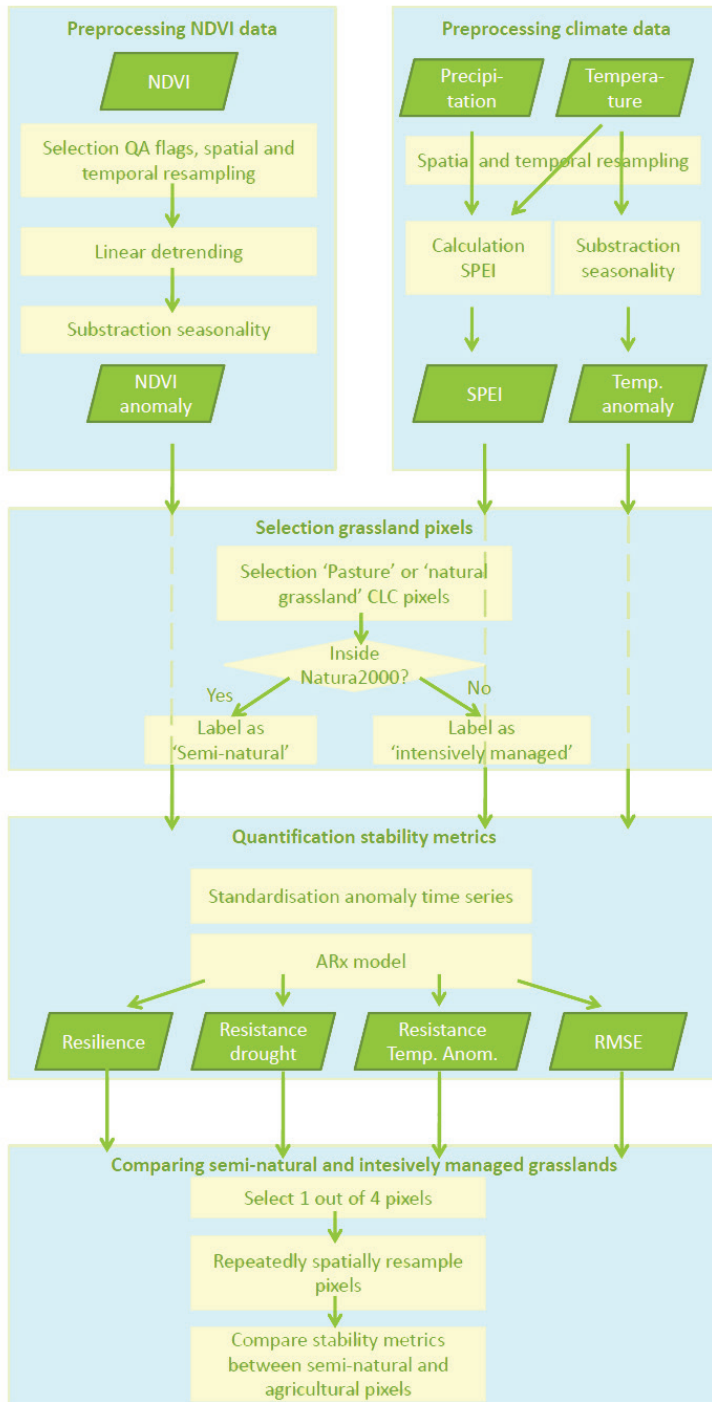 Preprocessing NDVI data
NDVI
Selection QA flags, spatial and
temporal resampling
Linear detrending
Substraction seasonality
NDVI
anomaly
Preprocessing climate data
Precipi-
tation
Tempera-
ture
Spatial and temporal resampling
Calculation
SPEI
Substraction
seasonality
SPEI
Temp.
anomaly
Selection grassland pixels
Selection ‘Pasture’ or ‘natural
grassland’ CLC pixels
Inside
Natura2000?
Yes
No
Label as
‘Semi-natural’
Label as
‘intensively managed’
Quantification stability metrics
Standardisation anomaly time series
ARx model
Resilience
Resistance
drought
Resistance
Temp. Anom.
RMSE
Comparing semi-natural and intesively managed grasslands
Select 1 out of 4 pixels
Repeatedly spatially resample
pixels
Compare stability metrics
between semi-natural and
agricultural pixels